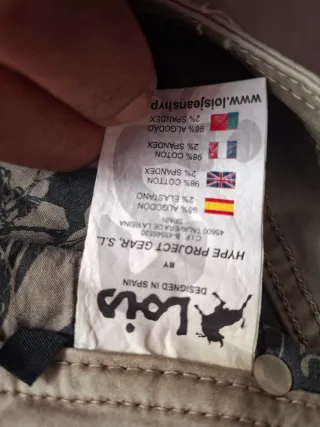 Lois
DESIGNED IN SPAIN
BY
HYPE PROJECT GEAR, S.L.
45600 TALAVERA DE LA REINA
SPAIN
98% ALGODON
2% ELASTANO
98% COTTON
2% SPANDEX
98% COTTON
2% SPANDEX
98% ALGODÃO
2% SPANDEX
www.loisjeanshyp